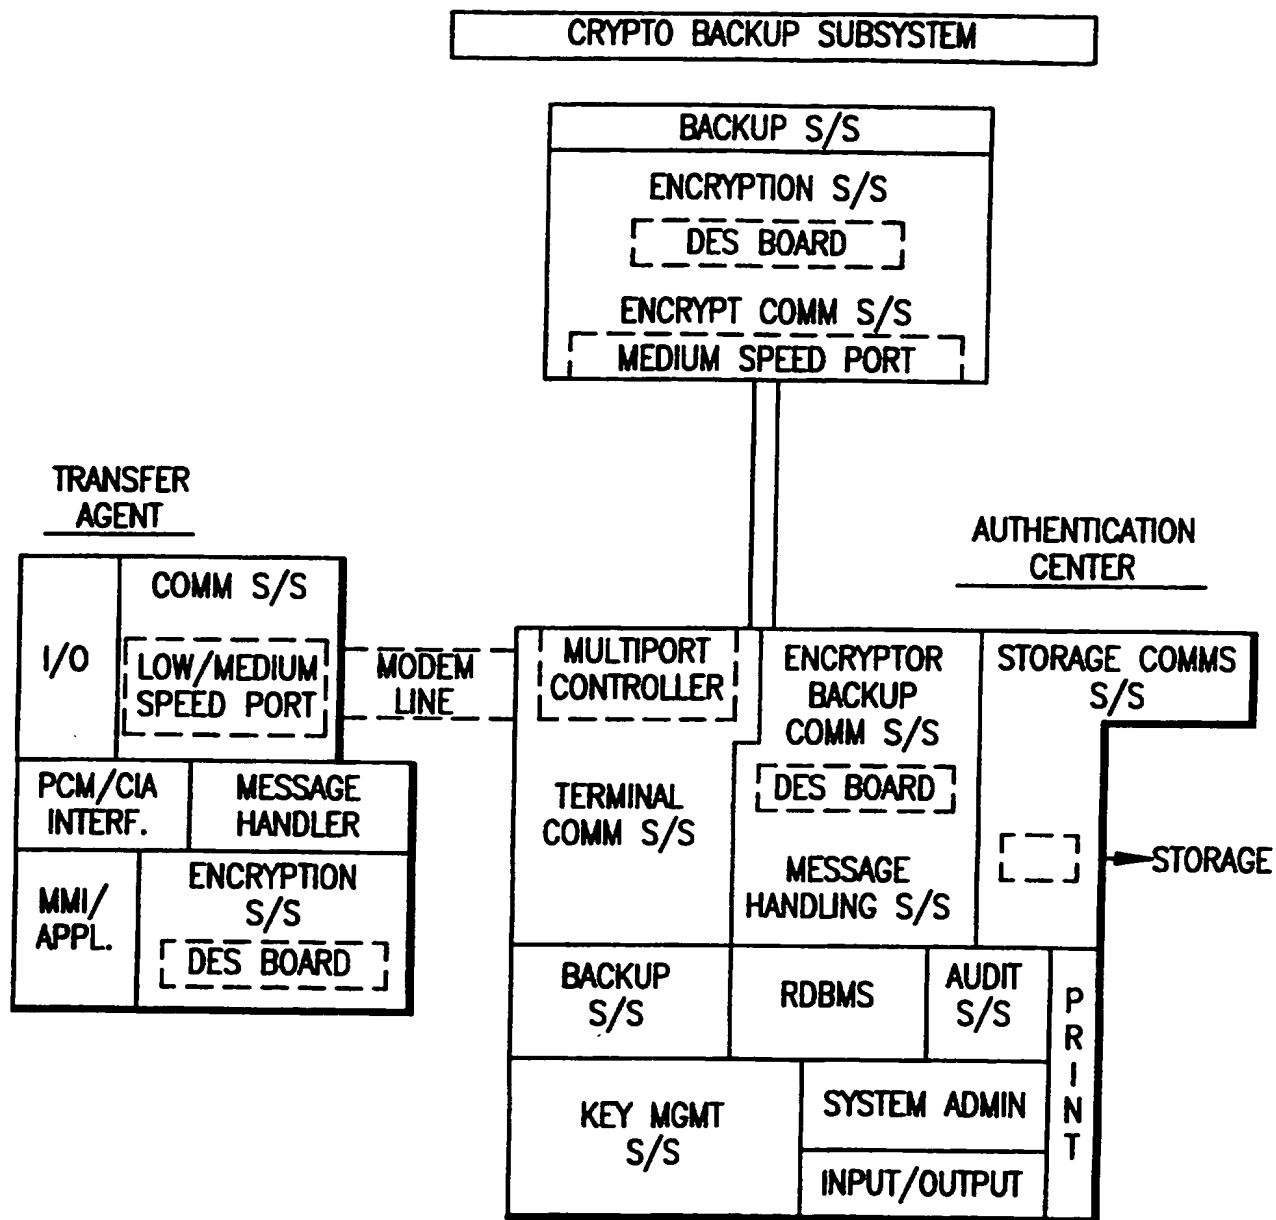 CRYPTO BACKUP SUBSYSTEM
BACKUP S/S
ENCRYPTION S/S
DES BOARD
ENCRYPT COMM S/S
MEDIUM SPEED PORT
TRANSFER
AGENT
I/O
COMM S/S
LOW/MEDIUM
SPEED PORT
PCM/CIA
INTERF.
MESSAGE
HANDLER
MMI/
APPL.
ENCRYPTION
S/S
DES BOARD
MODEM
LINE
AUTHENTICATION
CENTER
MULTIPORT
CONTROLLER
TERMINAL
COMM S/S
ENCRYPTOR
BACKUP
COMM S/S
DES BOARD
MESSAGE
HANDLING S/S
STORAGE COMMS
S/S
STORAGE
BACKUP
S/S
RDBMS
AUDIT
S/S
PRINT
KEY MGMT
S/S
SYSTEM ADMIN
INPUT/OUTPUT